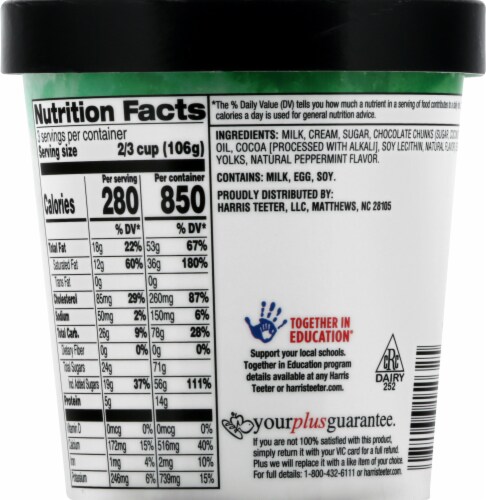 Nutrition Facts
3 servings per container
Serving size 2/3 cup (106g)
Per serving Per container
Calories 280 850
% DV* % DV*
Total Fat 18g 22% 53g 67%
Saturated Fat 12g 60% 36g 180%
Trans Fat 0g 0g
Cholesterol 85mg 29% 260mg 87%
Sodium 50mg 2% 150mg 6%
Total Carb. 26g 9% 78g 28%
Dietary Fiber 0g 0% 0g 0%
Total Sugars 24g 71g
Incl. Added Sugars 19g 37% 56g 111%
Protein 5g 14g
Vitamin D 0mcg 0% 0mcg 0%
Calcium 172mg 15% 516mg 40%
Iron 1mg 4% 2mg 10%
Potassium 246mg 6% 739mg 15%
*The % Daily Value (DV) tells you how much a nutrient in a serving of food contributes to a
calories a day is used for general nutrition advice.
INGREDIENTS: MILK, CREAM, SUGAR, CHOCOLATE CHUNKS (SUGAR,
OIL, COCOA [PROCESSED WITH ALKALI], SOY LECITHIN, NATURAL
YOLKS, NATURAL PEPPERMINT FLAVOR.
CONTAINS: MILK, EGG, SOY.
PROUDLY DISTRIBUTED BY:
HARRIS TEETER, LLC, MATTHEWS, NC 28105
TOGETHER IN
EDUCATION
Support your local schools.
Together in Education program
details available at any Harris
Teeter or harristeeter.com.
CRC
DAIRY
252
yourplusguarantee.
If you are not 100% satisfied with this product,
simply return it with your VIC card for a full refund.
Plus we will replace it with a like item of your choice.
For full details: 1-800-432-6111 or harristeeter.com